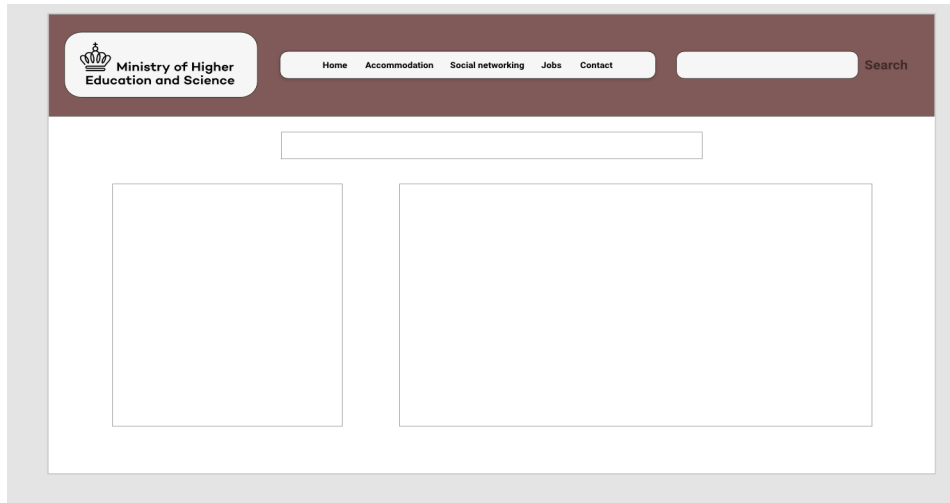 Ministry of Higher
Education and Science
Home Accommodation Social networking Jobs Contact
Search